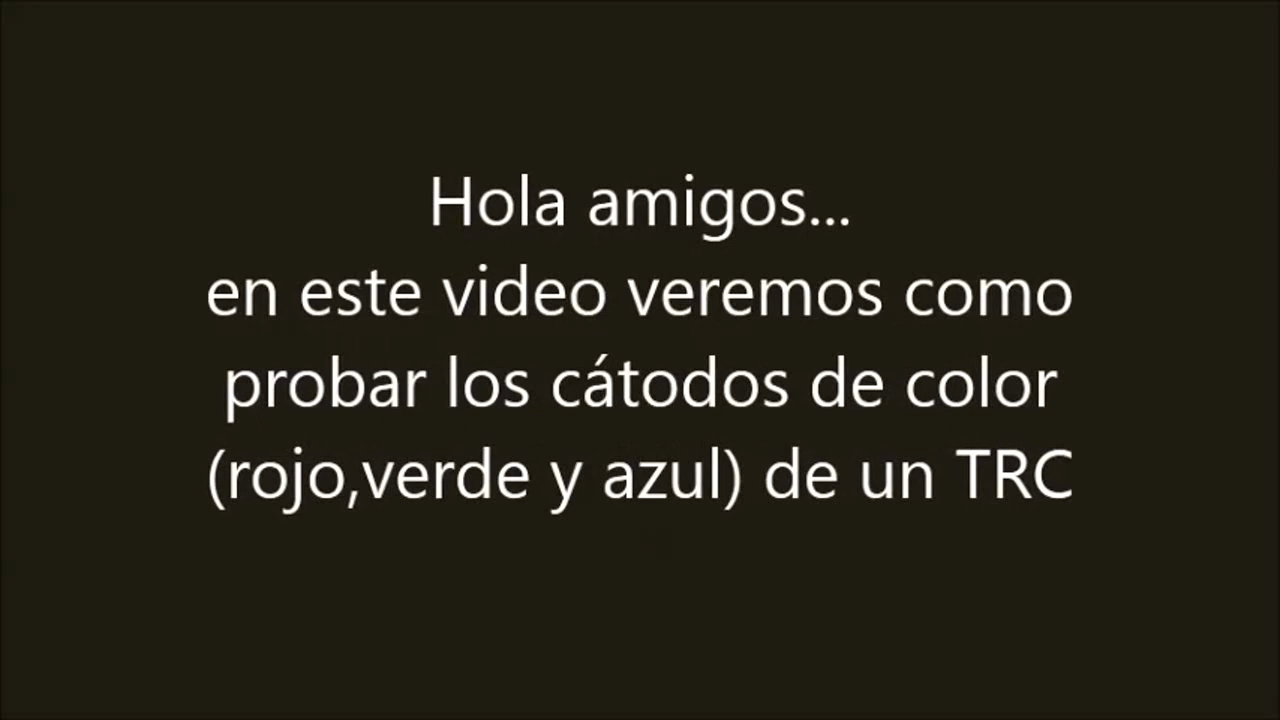 Hola amigos...
en este video veremos como
probar los cátodos de color
(rojo,verde y azul) de un TRC